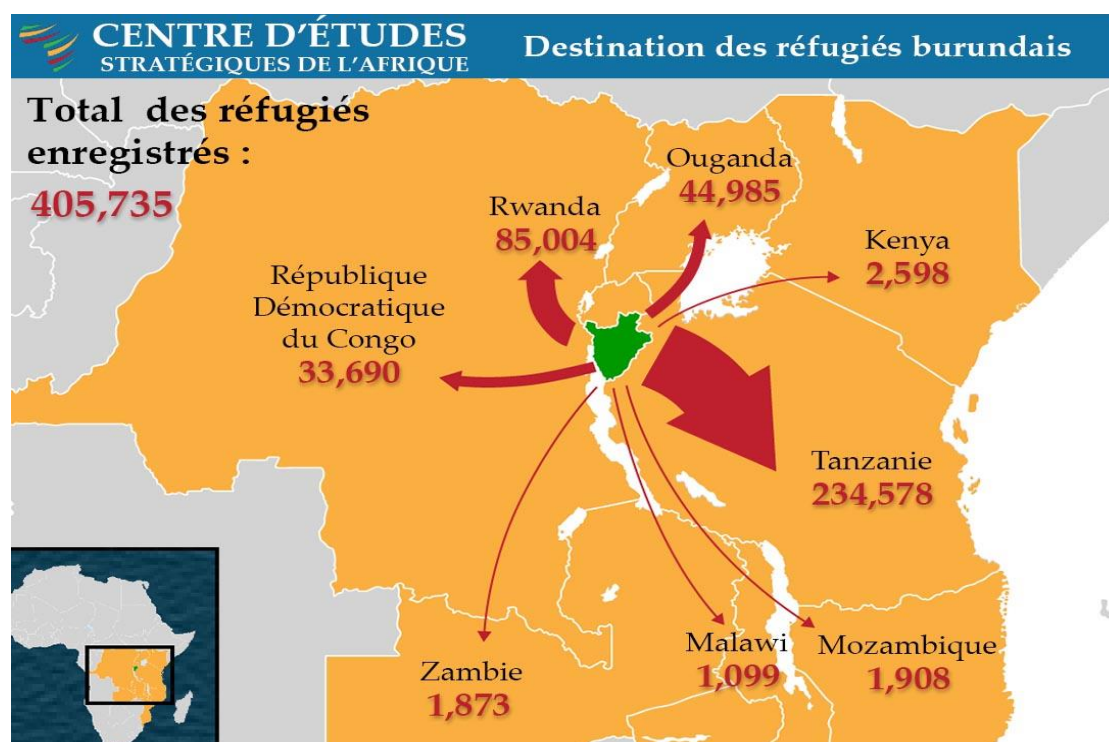 CENTRE D'ÉTUDES
STRATÉGIQUES DE L'AFRIQUE
Destination des réfugiés burundais
Total des réfugiés
enregistrés :
405,735
Ouganda
44,985
Rwanda
85,004
Kenya
2,598
République
Démocratique
du Congo
33,690
Tanzanie
234,578
Zambie
1,873
Malawi
1,099
Mozambique
1,908